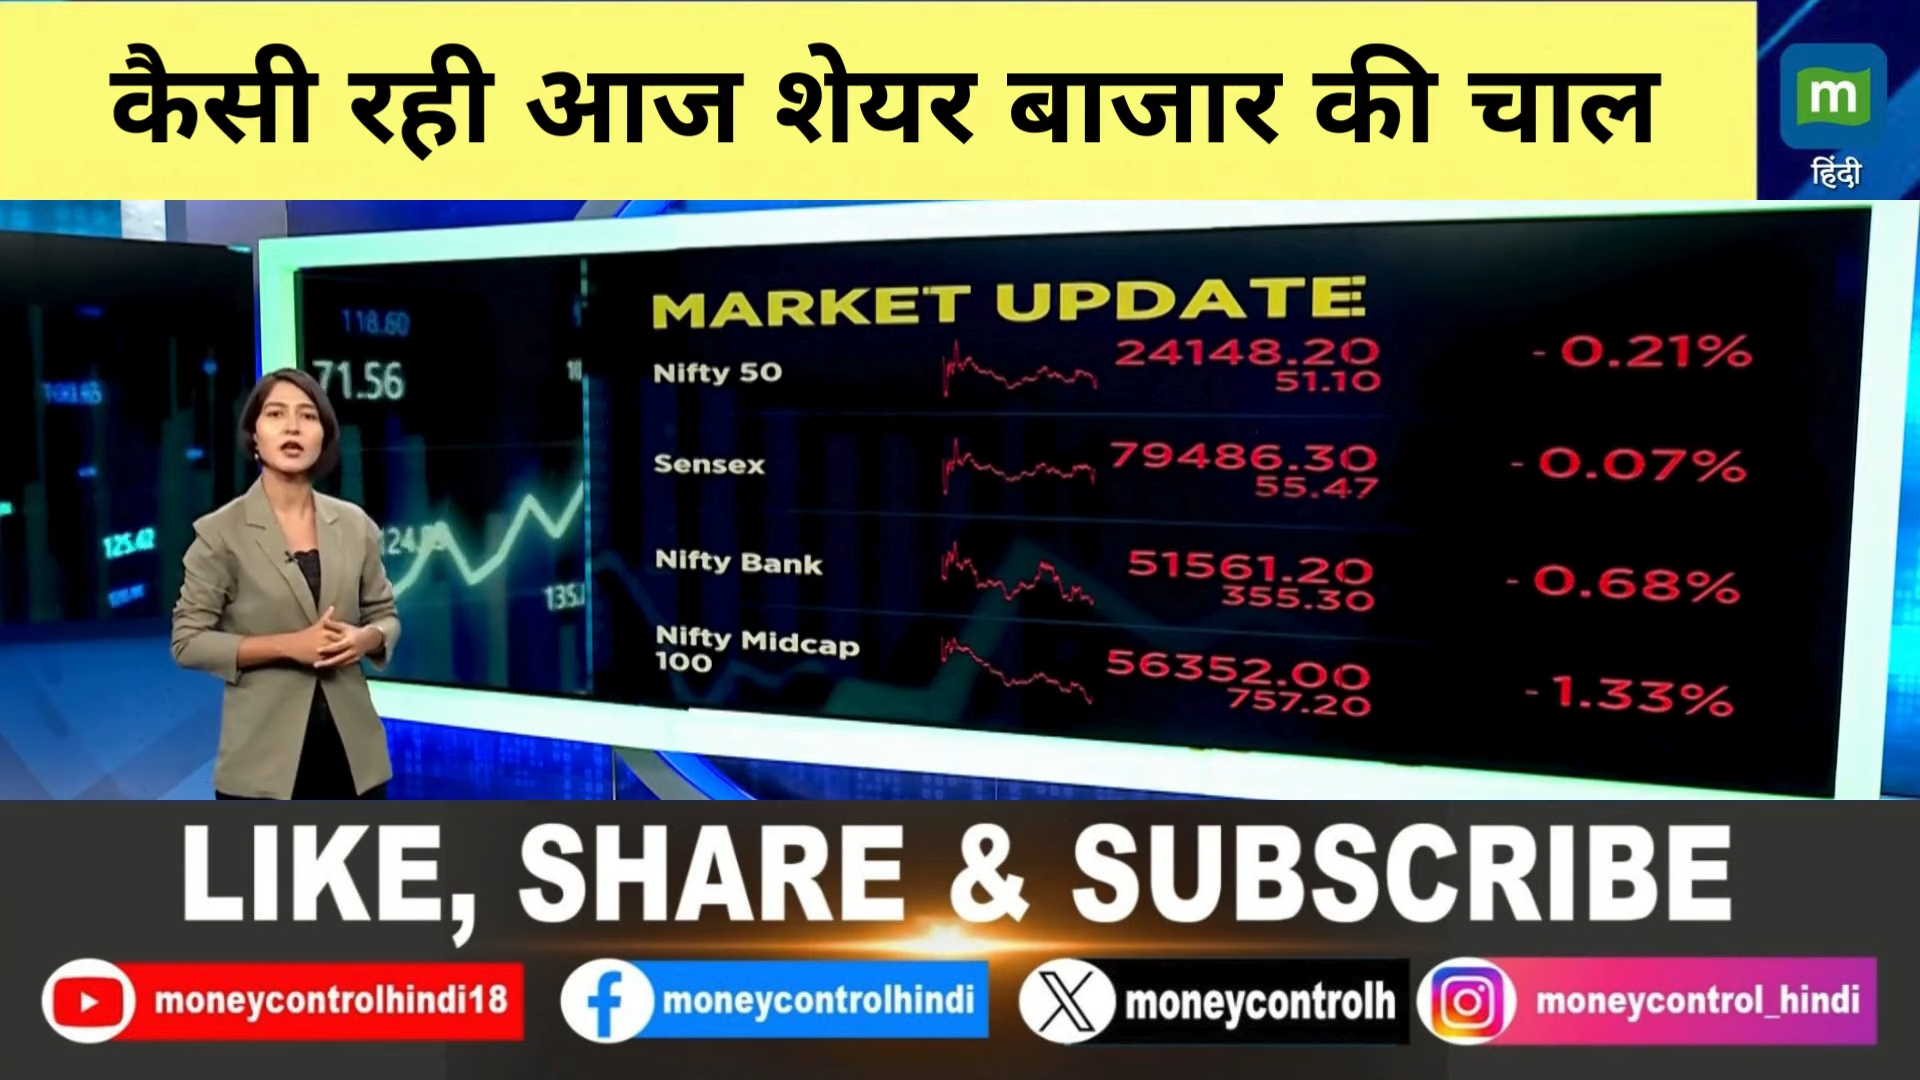 कैसी रही आज शेयर बाजार की चाल
m
हिंदी
118.60
71.56
125.42
MARKET UPDATE
Nifty 50
24148.20
51.10
- 0.21%
Sensex
79486.30
55.47
- 0.07%
Nifty Bank
51561.20
355.30
- 0.68%
Nifty Midcap
100
56352.00
757.20
- 1.33%
LIKE, SHARE & SUBSCRIBE
moneycontrolhindi18
moneycontrolhindi
moneycontrolh
moneycontrol_hindi